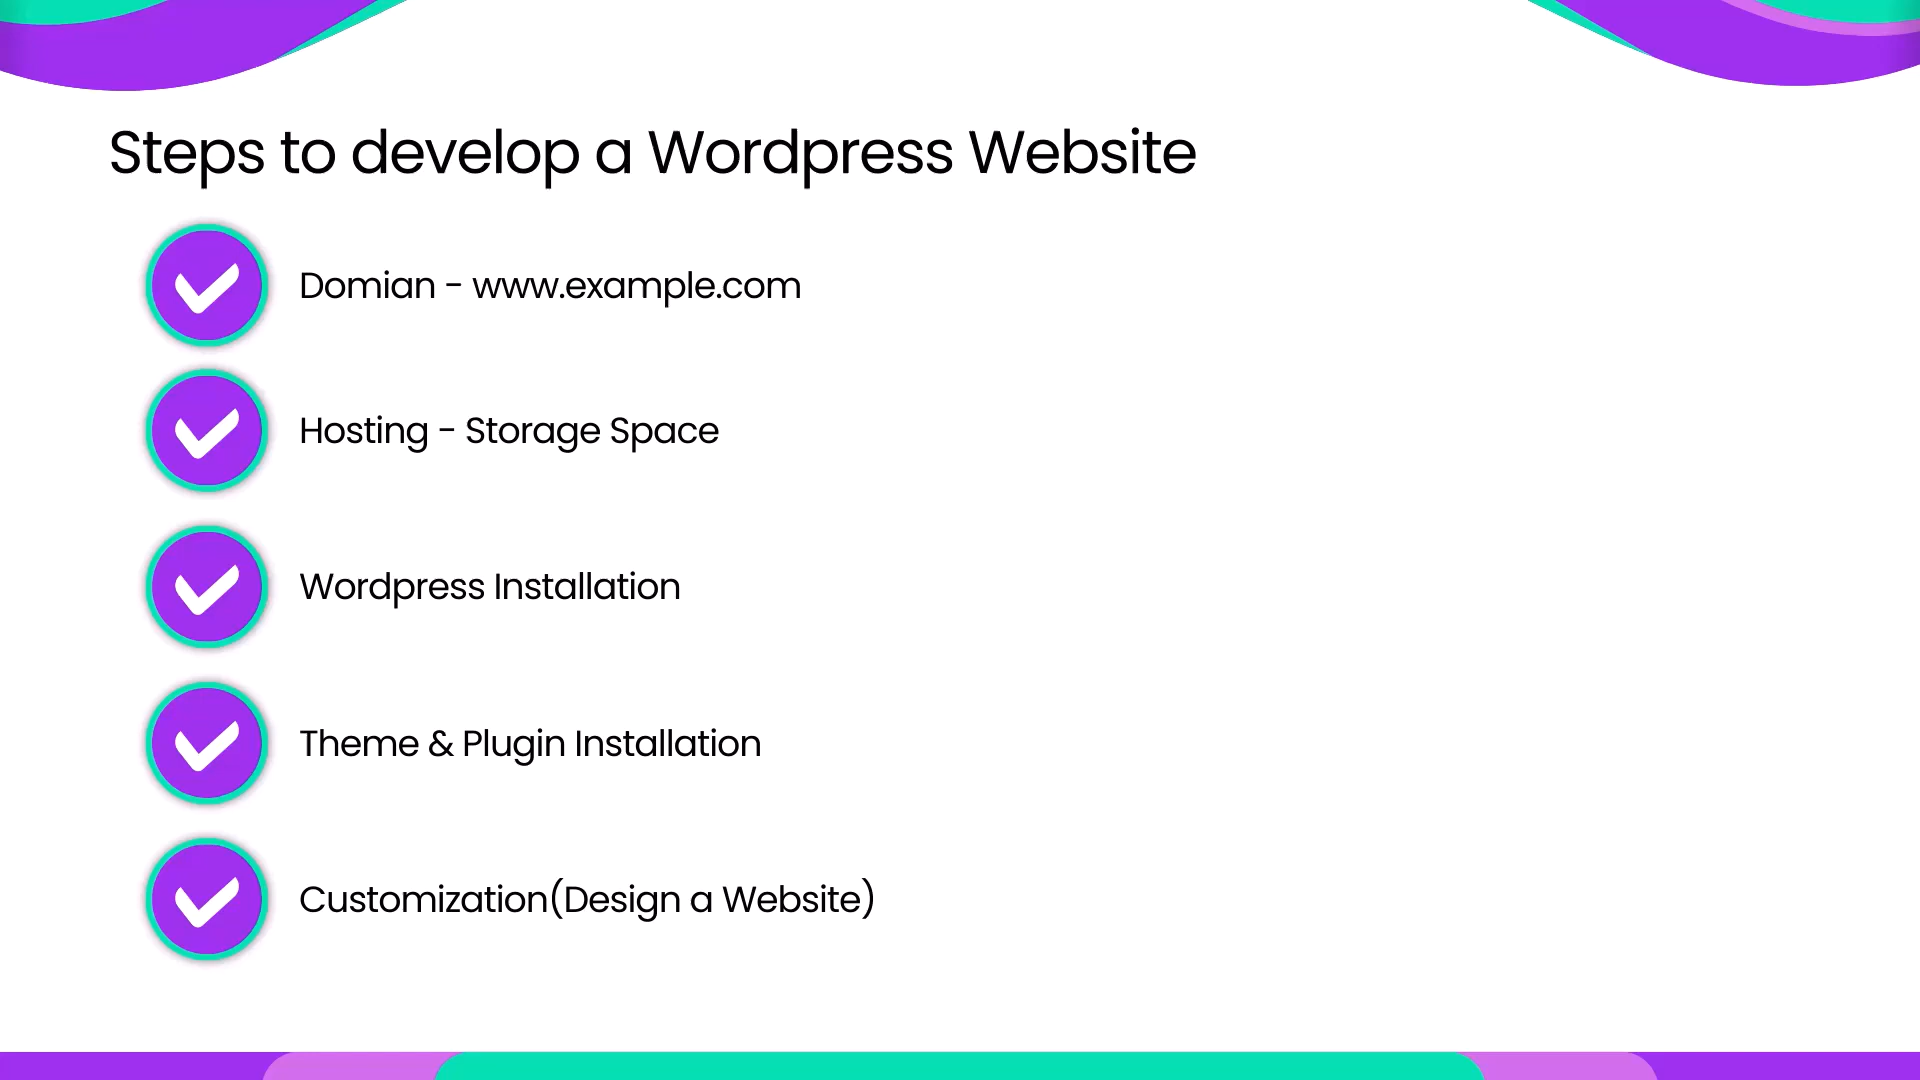 Steps to develop a Wordpress Website
Domian - www.example.com
Hosting - Storage Space
Wordpress Installation
Theme & Plugin Installation
Customization(Design a Website)